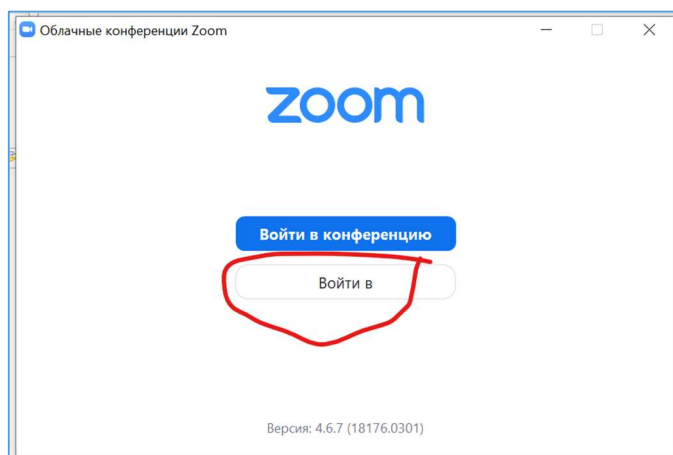 Облачные конференции Zoom
zoom
Войти в конференцию
Войти в
Версия: 4.6.7 (18176.0301)